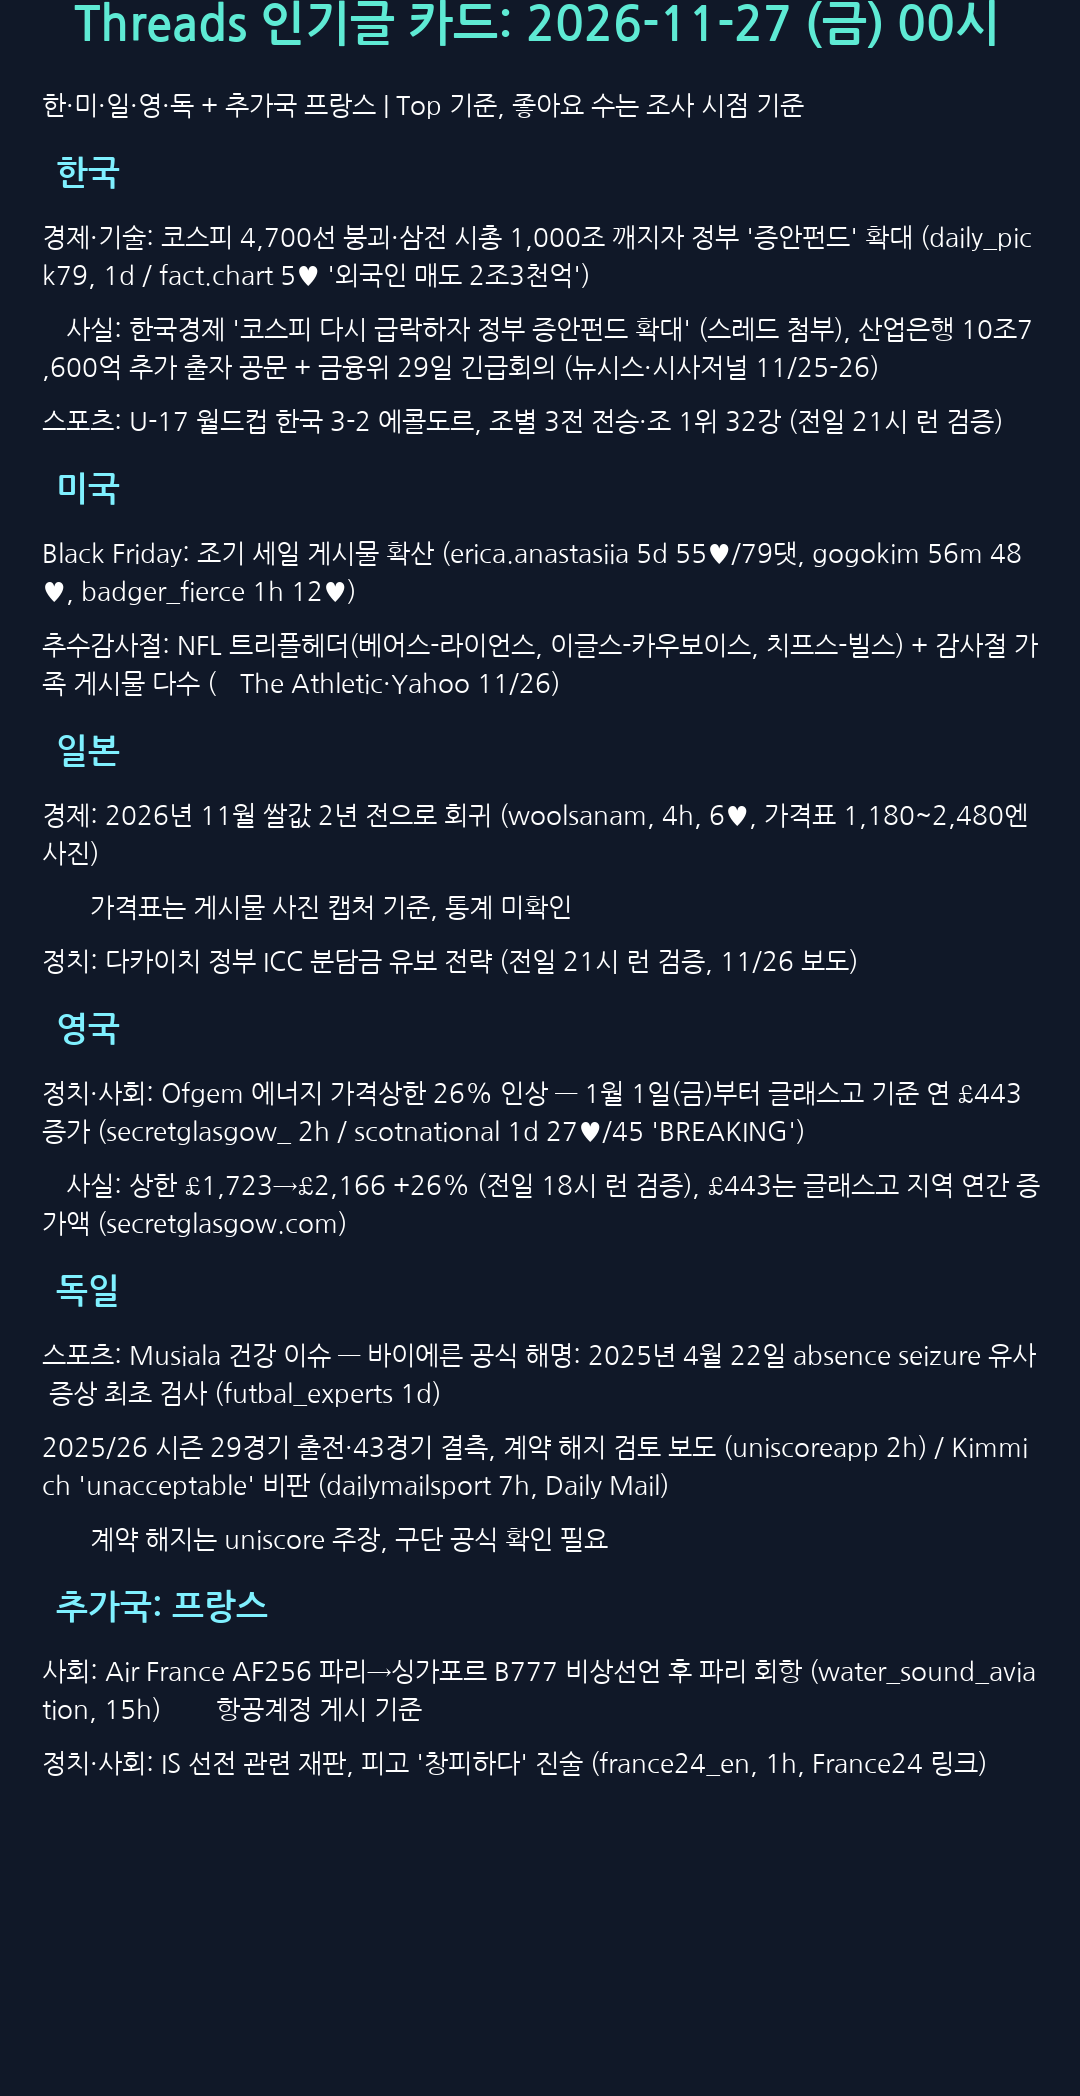 Threads 인기글 카드: 2026-11-27 (금) 00시
한·미·일·영·독 + 추가국 프랑스 | Top 기준, 좋아요 수는 조사 시점 기준
한국
경제·기술: 코스피 4,700선 붕괴·삼전 시총 1,000조 깨지자 정부 '증안펀드' 확대 (daily_pic
k79, 1d / fact.chart 5♥ '외국인 매도 2조3천억')
사실: 한국경제 '코스피 다시 급락하자 정부 증안펀드 확대' (스레드 첨부), 산업은행 10조7
,600억 추가 출자 공문 + 금융위 29일 긴급회의 (뉴시스·시사저널 11/25-26)
스포츠: U-17 월드컵 한국 3-2 에콜도르, 조별 3전 전승·조 1위 32강 (전일 21시 런 검증)
미국
Black Friday: 조기 세일 게시물 확산 (erica.anastasiia 5d 55♥/79댓, gogokim 56m 48
♥, badger_fierce 1h 12♥)
추수감사절: NFL 트리플헤더(베어스-라이언스, 이글스-카우보이스, 치프스-빌스) + 감사절 가
족 게시물 다수 ( The Athletic·Yahoo 11/26)
일본
경제: 2026년 11월 쌀값 2년 전으로 회귀 (woolsanam, 4h, 6♥, 가격표 1,180~2,480엔
사진)
가격표는 게시물 사진 캡처 기준, 통계 미확인
정치: 다카이치 정부 ICC 분담금 유보 전략 (전일 21시 런 검증, 11/26 보도)
영국
정치·사회: Ofgem 에너지 가격상한 26% 인상 — 1월 1일(금)부터 글래스고 기준 연 £443
증가 (secretglasgow_ 2h / scotnational 1d 27♥/45 'BREAKING')
사실: 상한 £1,723→£2,166 +26% (전일 18시 런 검증), £443는 글래스고 지역 연간 증
가액 (secretglasgow.com)
독일
스포츠: Musiala 건강 이슈 — 바이에른 공식 해명: 2025년 4월 22일 absence seizure 유사
증상 최초 검사 (futbal_experts 1d)
2025/26 시즌 29경기 출전·43경기 결측, 계약 해지 검토 보도 (uniscoreapp 2h) / Kimmi
ch 'unacceptable' 비판 (dailymailsport 7h, Daily Mail)
계약 해지는 uniscore 주장, 구단 공식 확인 필요
추가국: 프랑스
사회: Air France AF256 파리→싱가포르 B777 비상선언 후 파리 회항 (water_sound_avia
tion, 15h) 항공계정 게시 기준
정치·사회: IS 선전 관련 재판, 피고 '창피하다' 진술 (france24_en, 1h, France24 링크)